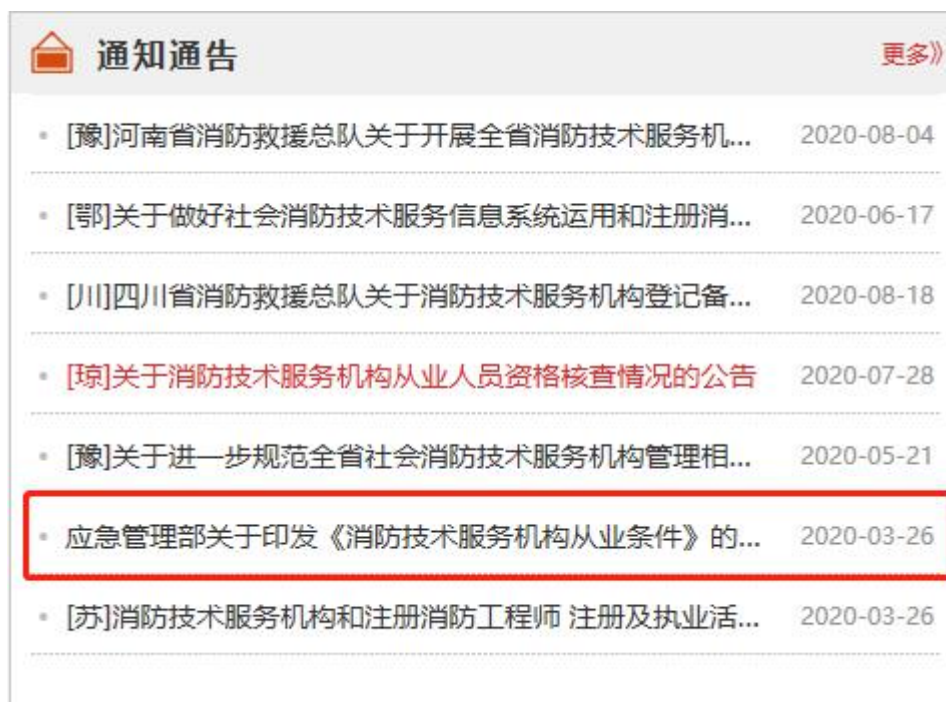 通知通告 更多》
[豫]河南省消防救援总队关于开展全省消防技术服务机... 2020-08-04
[鄂]关于做好社会消防技术服务信息系统运用和注册消... 2020-06-17
[川]四川省消防救援总队关于消防技术服务机构登记备... 2020-08-18
[琼]关于消防技术服务机构从业人员资格核查情况的公告 2020-07-28
[豫]关于进一步规范全省社会消防技术服务机构管理相... 2020-05-21
应急管理部关于印发《消防技术服务机构从业条件》的... 2020-03-26
[苏]消防技术服务机构和注册消防工程师 注册及执业活... 2020-03-26